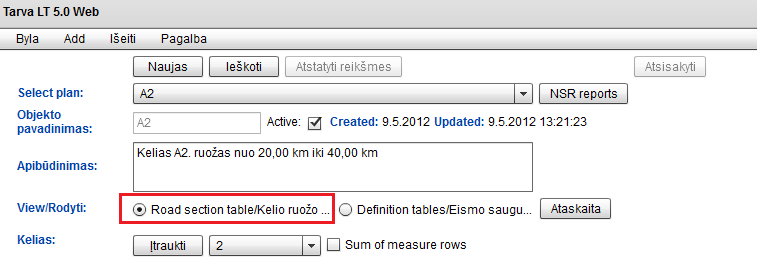 Tarva LT 5.0 Web
Byla Add Išeiti Pagalba
Naujas Ieškoti Atstatyti reikšmes Atsisakyti
Select plan: A2 NSR reports
Objekto pavadinimas: A2 Active: Created: 9.5.2012 Updated: 9.5.2012 13:21:23
Apibūdinimas: Kelias A2. ruožas nuo 20,00 km iki 40,00 km
View/Rodyti: Road section table/Kelio ruožo ... Definition tables/Eismo saugu... Ataskaita
Kelias: Įtraukti 2 Sum of measure rows